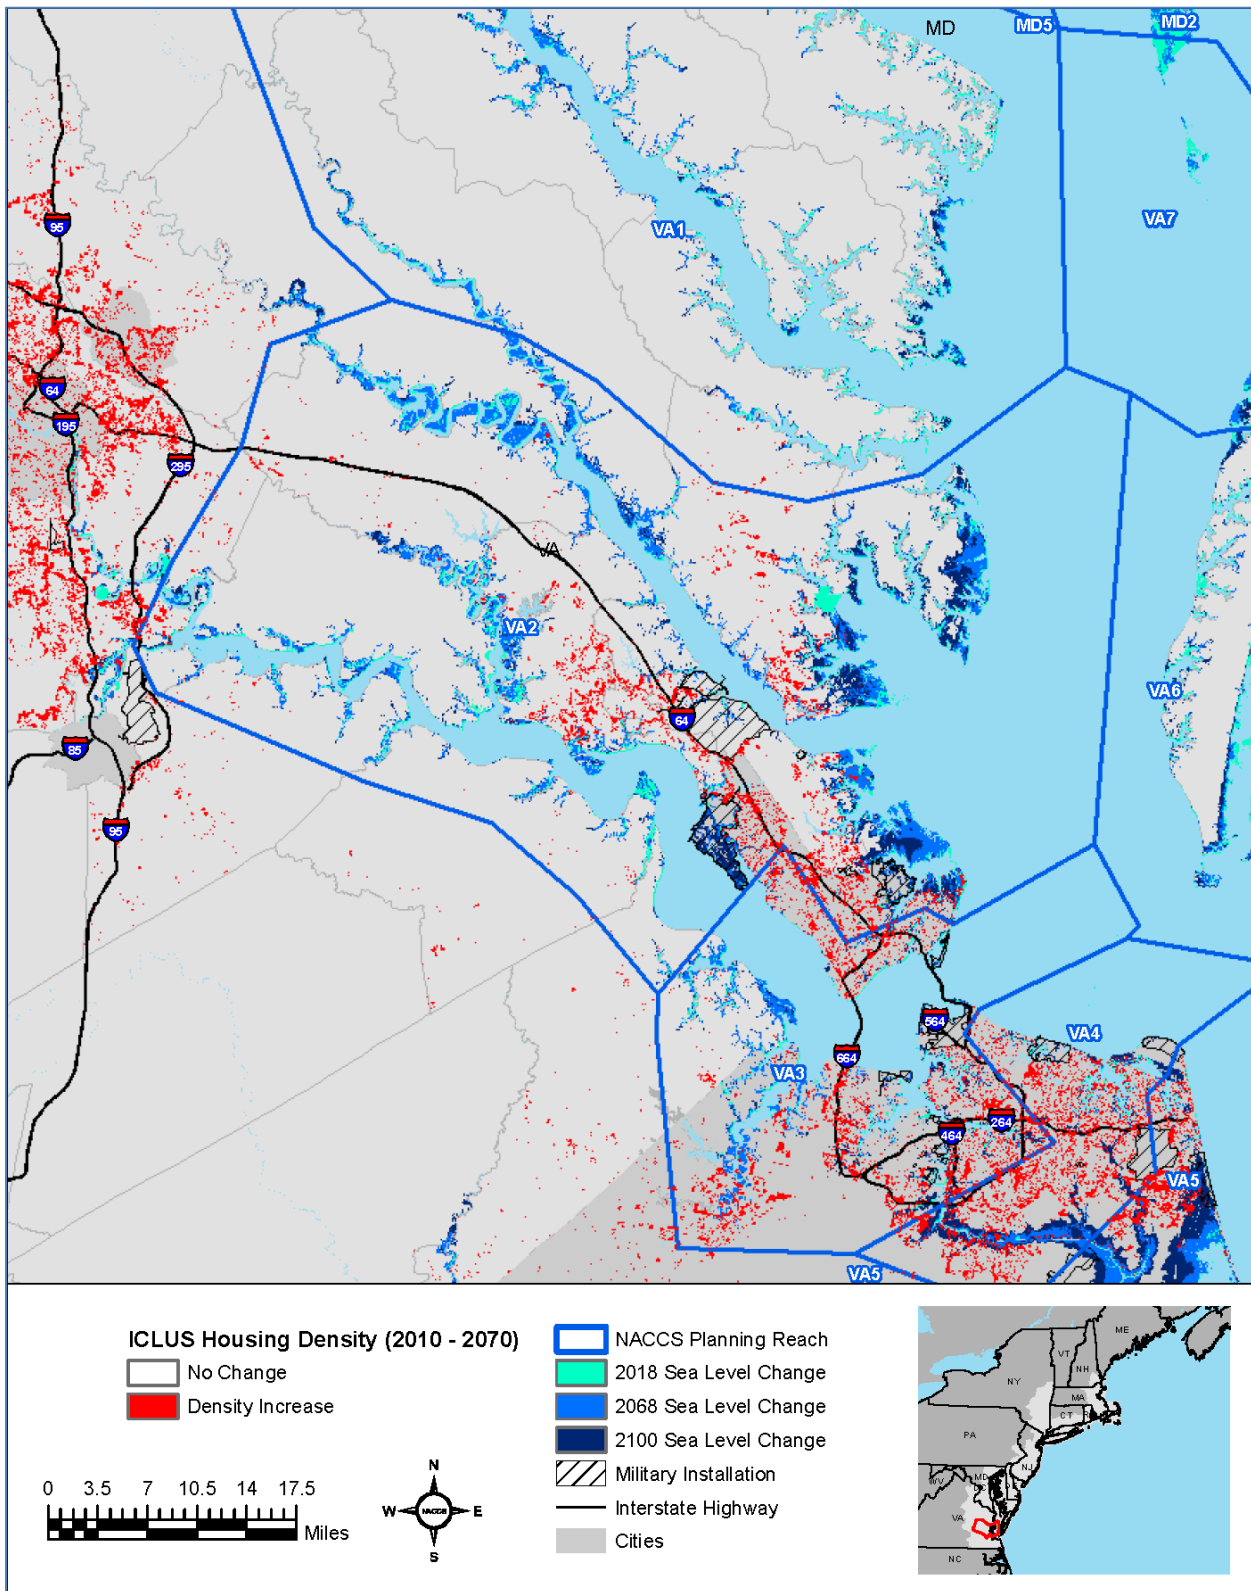 MD
MD5
MD2
95
VA1
VA7
64
195
295
VA
VA2
VA6
64
85
95
564
VA4
664
VA3
264
464
VA5
VA5
ICLUS Housing Density (2010 - 2070)
No Change
Density Increase
0 3.5 7 10.5 14 17.5
Miles
N
W NACCS E
S
NACCS Planning Reach
2018 Sea Level Change
2068 Sea Level Change
2100 Sea Level Change
Military Installation
Interstate Highway
Cities
ME
VT
NH
NY
MA
CT
PA
NJ
WV
MD
VA
NC